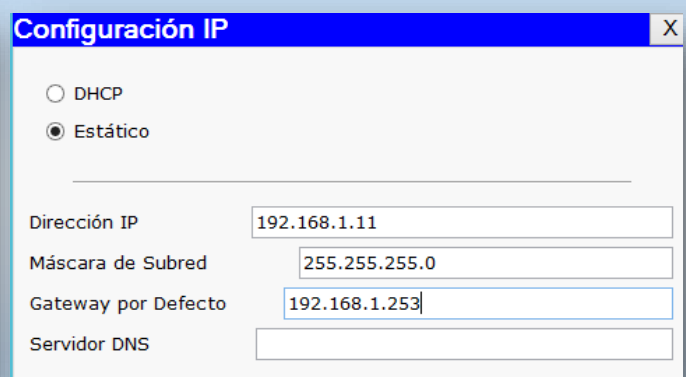 Configuración IP X
DHCP
Estático
Dirección IP 192.168.1.11
Máscara de Subred 255.255.255.0
Gateway por Defecto 192.168.1.253
Servidor DNS